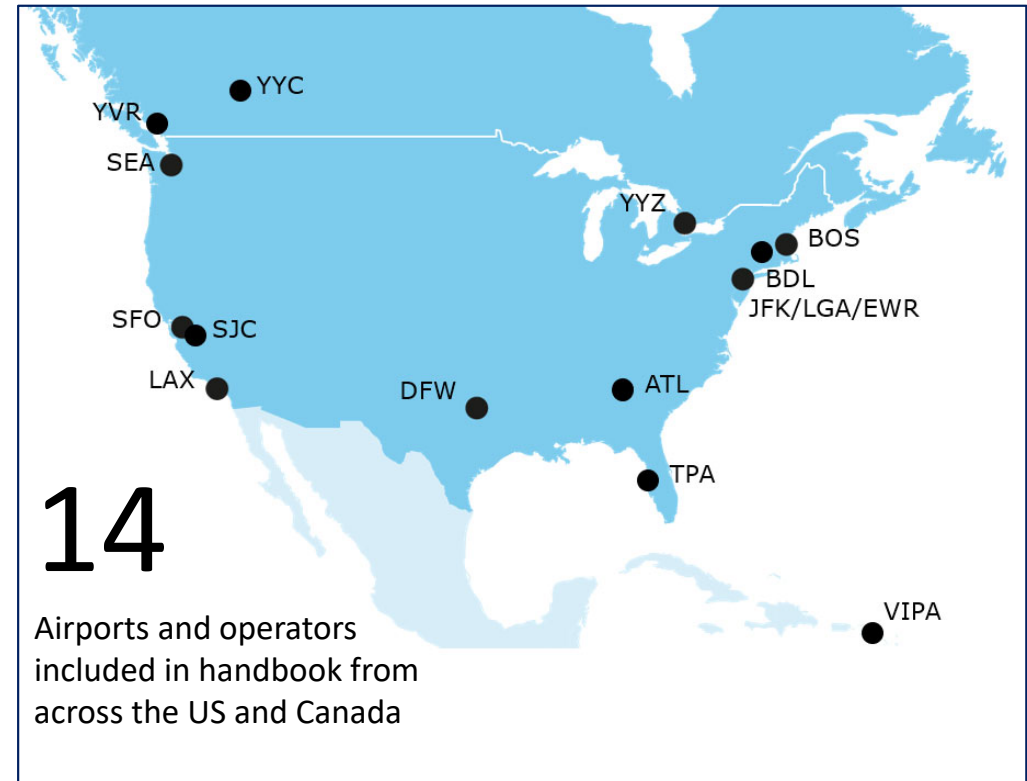 YYC
YVR
SEA
YYZ
BOS
BDL
JFK/LGA/EWR
SFO
SJC
LAX
DFW
ATL
TPA
14
Airports and operators
included in handbook from
across the US and Canada
VIPA